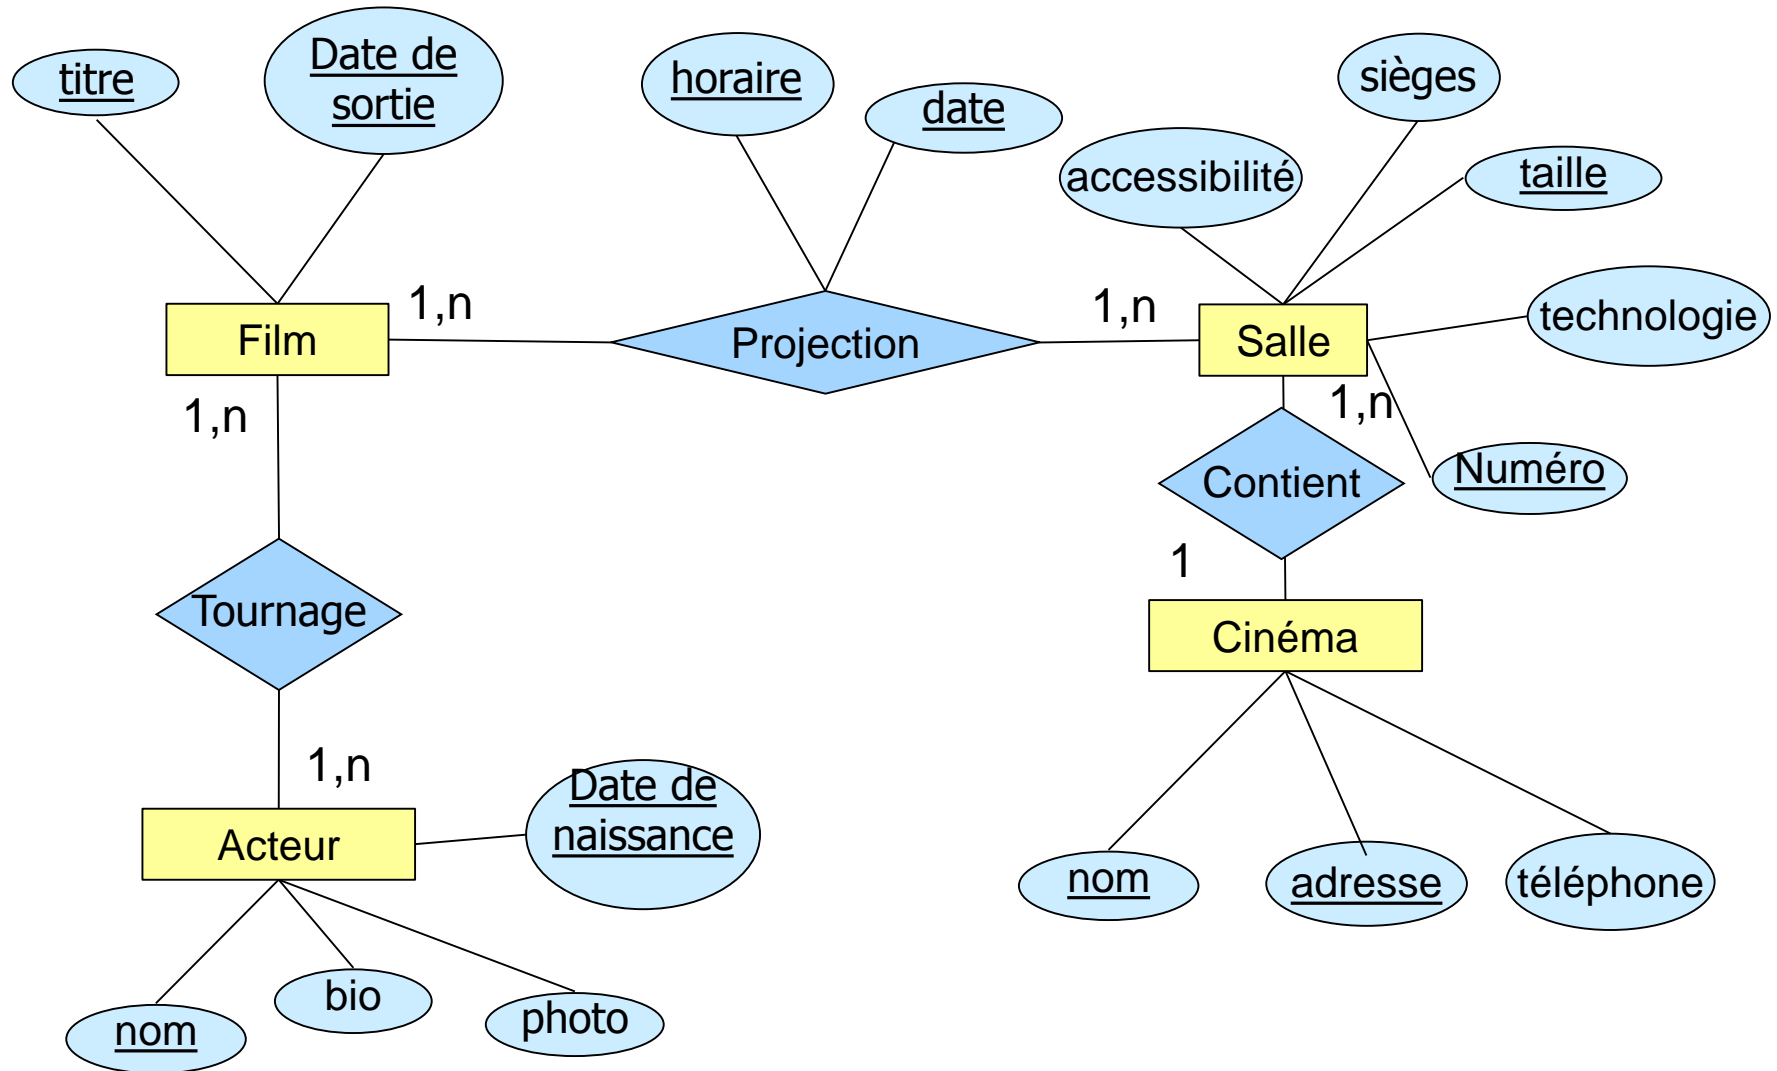 titre
Date de
sortie
horaire
date
sièges
accessibilité
taille
technologie
Film
1,n
Projection
1,n
Salle
1,n
1,n
Contient
Numéro
1
Tournage
Cinéma
1,n
Acteur
Date de
naissance
nom
adresse
téléphone
nom
bio
photo